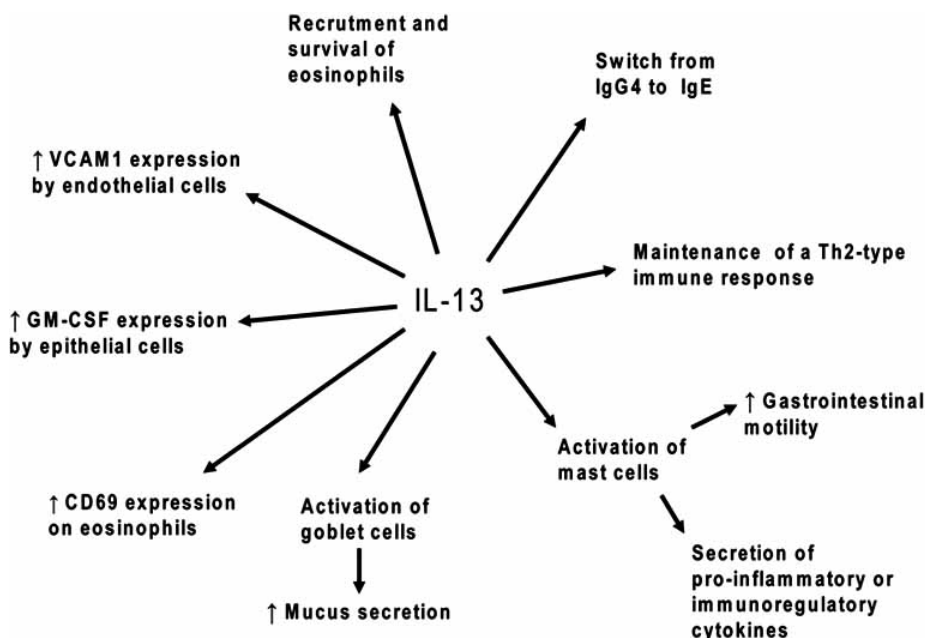 Recrutment and
survival of
eosinophils
Switch from
IgG4 to IgE
↑ VCAM1 expression
by endothelial cells
Maintenance of a Th2-type
immune response
IL-13
↑ GM-CSF expression
by epithelial cells
↑ Gastrointestinal
motility
Activation of
mast cells
↑ CD69 expression
on eosinophils
Activation of
goblet cells
Secretion of
pro-inflammatory or
immunoregulatory
cytokines
↑ Mucus secretion